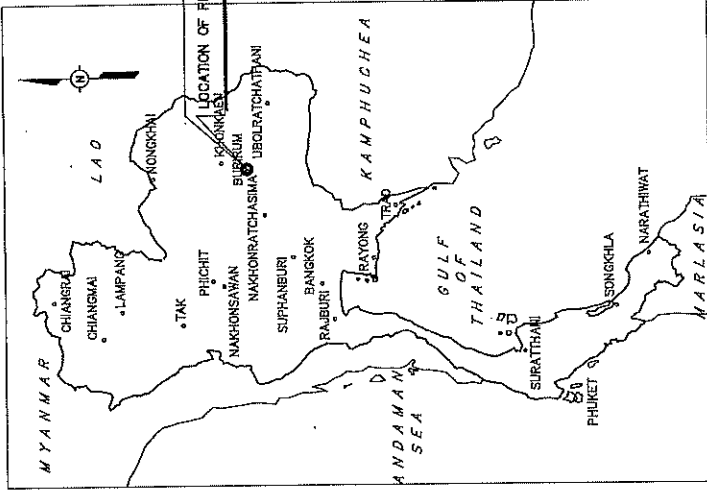 MYANMAR
LAO
CHIANGRAI
CHIANGMAI
LAMPANG
NONGKHAI
TAK
PHICHIT
NAKHONSAWAN
LOCATION OF
KHONKAEN
BURIRUM
UBOLRATCHATHANI
NAKHONRATCHASIMA
SUPHANBURI
BANGKOK
RAJBURI
RAYONG
TRAD
KAMPHUCHEA
GULF
OF
THAILAND
ANDAMAN
SEA
SURATTHANI
PHUKET
SONGKHLA
NARATHIWAT
MARLASIA
N